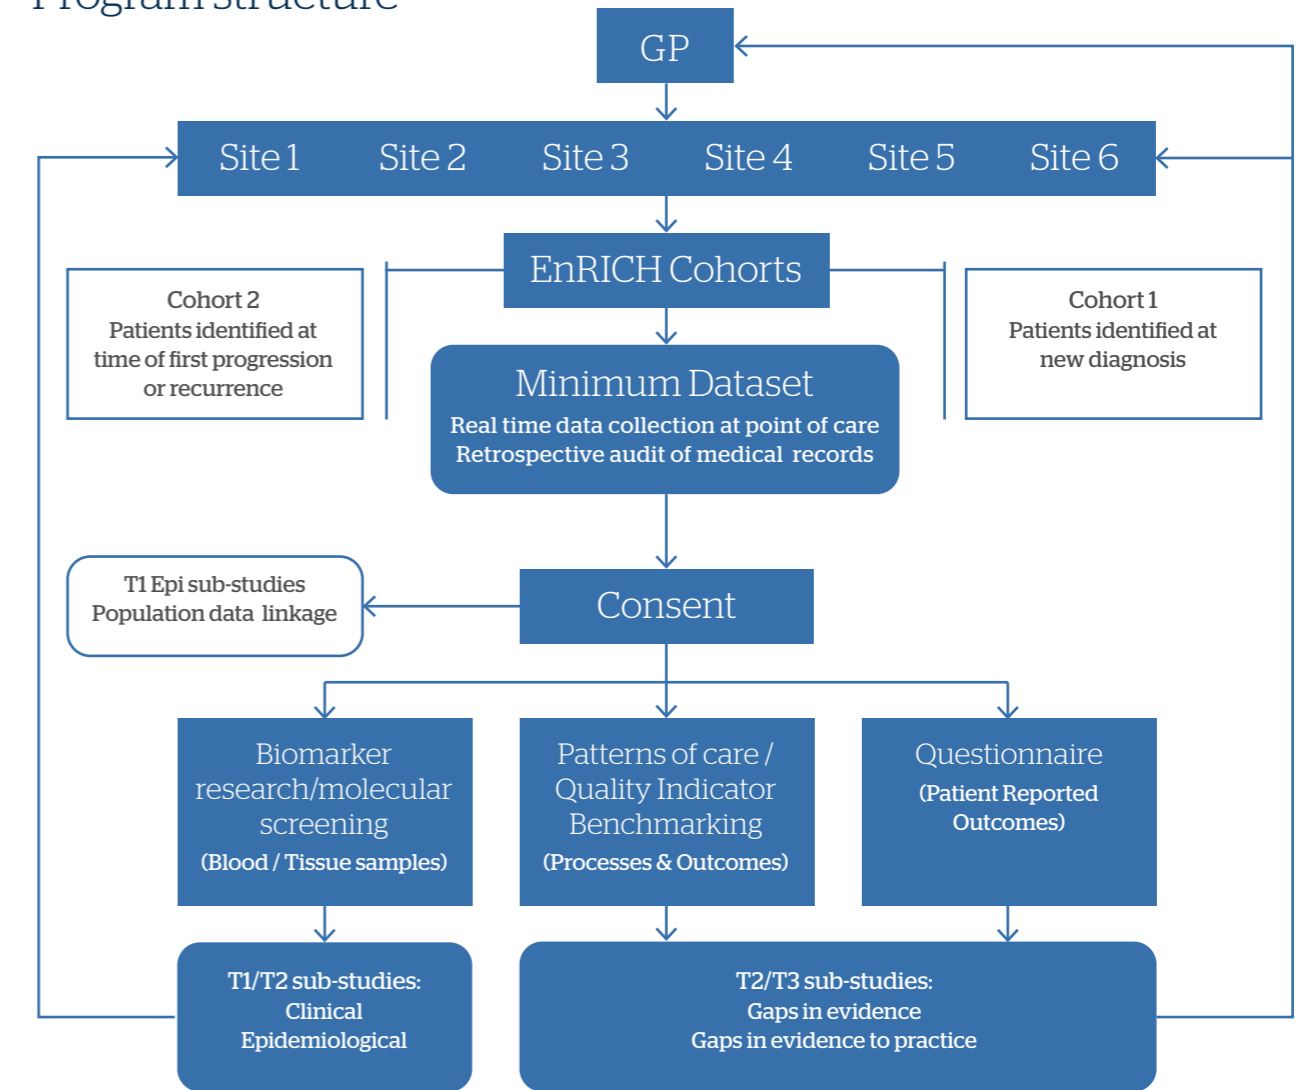 Program structure
GP
Site 1 Site 2 Site 3 Site 4 Site 5 Site 6
EnRICH Cohorts
Cohort 2
Patients identified at
time of first progression
or recurrence
Cohort 1
Patients identified at
new diagnosis
Minimum Dataset
Real time data collection at point of care
Retrospective audit of medical records
T1 Epi sub-studies
Population data linkage
Consent
Biomarker
research/molecular
screening
(Blood / Tissue samples)
Patterns of care /
Quality Indicator
Benchmarking
(Processes & Outcomes)
Questionnaire
(Patient Reported
Outcomes)
T1/T2 sub-studies:
Clinical
Epidemiological
T2/T3 sub-studies:
Gaps in evidence
Gaps in evidence to practice